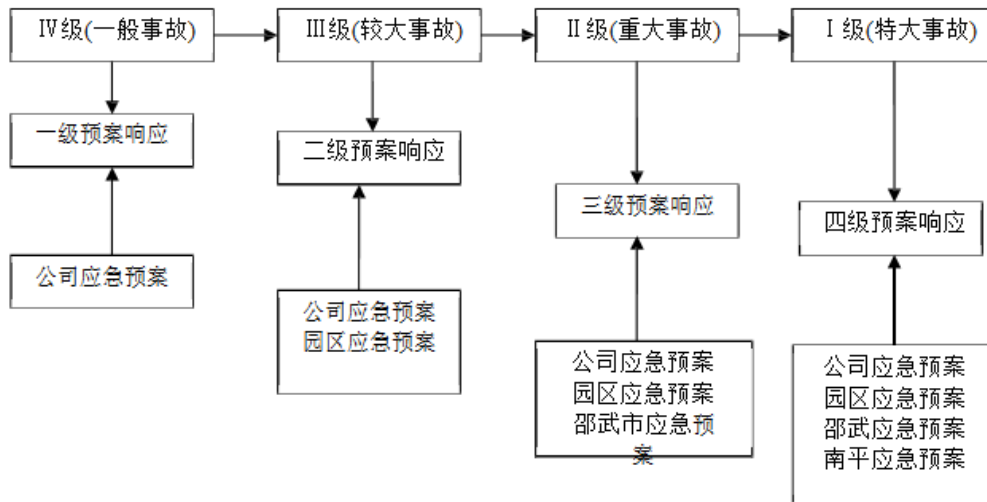 Ⅳ级(一般事故)
Ⅲ级(较大事故)
Ⅱ级(重大事故)
Ⅰ级(特大事故)
一级预案响应
二级预案响应
三级预案响应
四级预案响应
公司应急预案
公司应急预案
园区应急预案
公司应急预案
园区应急预案
邵武市应急预
案
公司应急预案
园区应急预案
邵武应急预案
南平应急预案